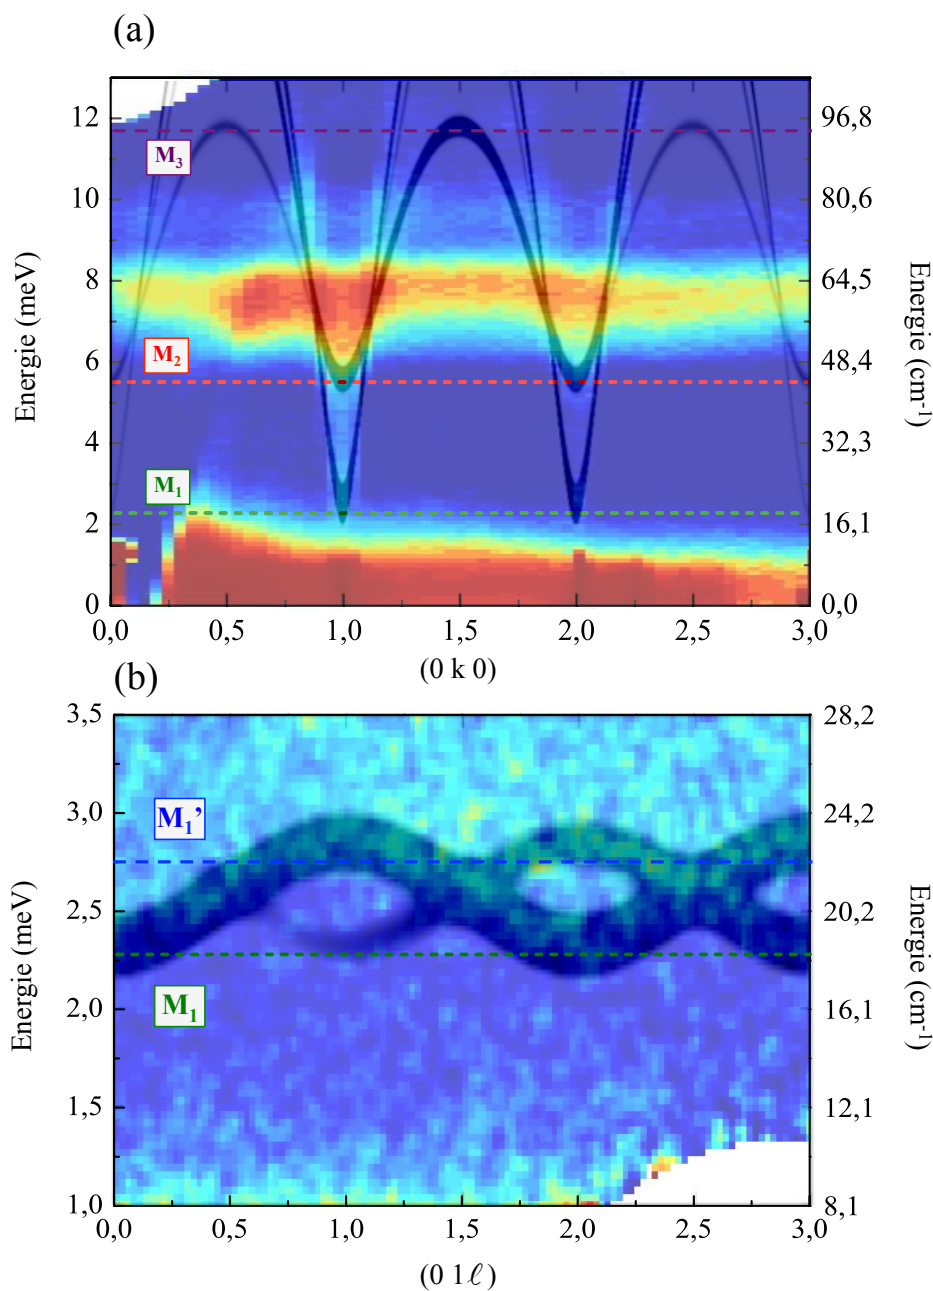 (a)
12
10
8
6
4
2
0
Energie (meV)
M₃
M₂
M₁
96,8
80,6
64,5
48,4
32,3
16,1
0,0
Energie (cm⁻¹)
0,0 0,5 1,0 1,5 2,0 2,5 3,0
(0 k 0)
(b)
3,5
3,0
2,5
2,0
1,5
1,0
Energie (meV)
M₁’
M₁
28,2
24,2
20,2
16,1
12,1
8,1
Energie (cm⁻¹)
0,0 0,5 1,0 1,5 2,0 2,5 3,0
(0 1ℓ)